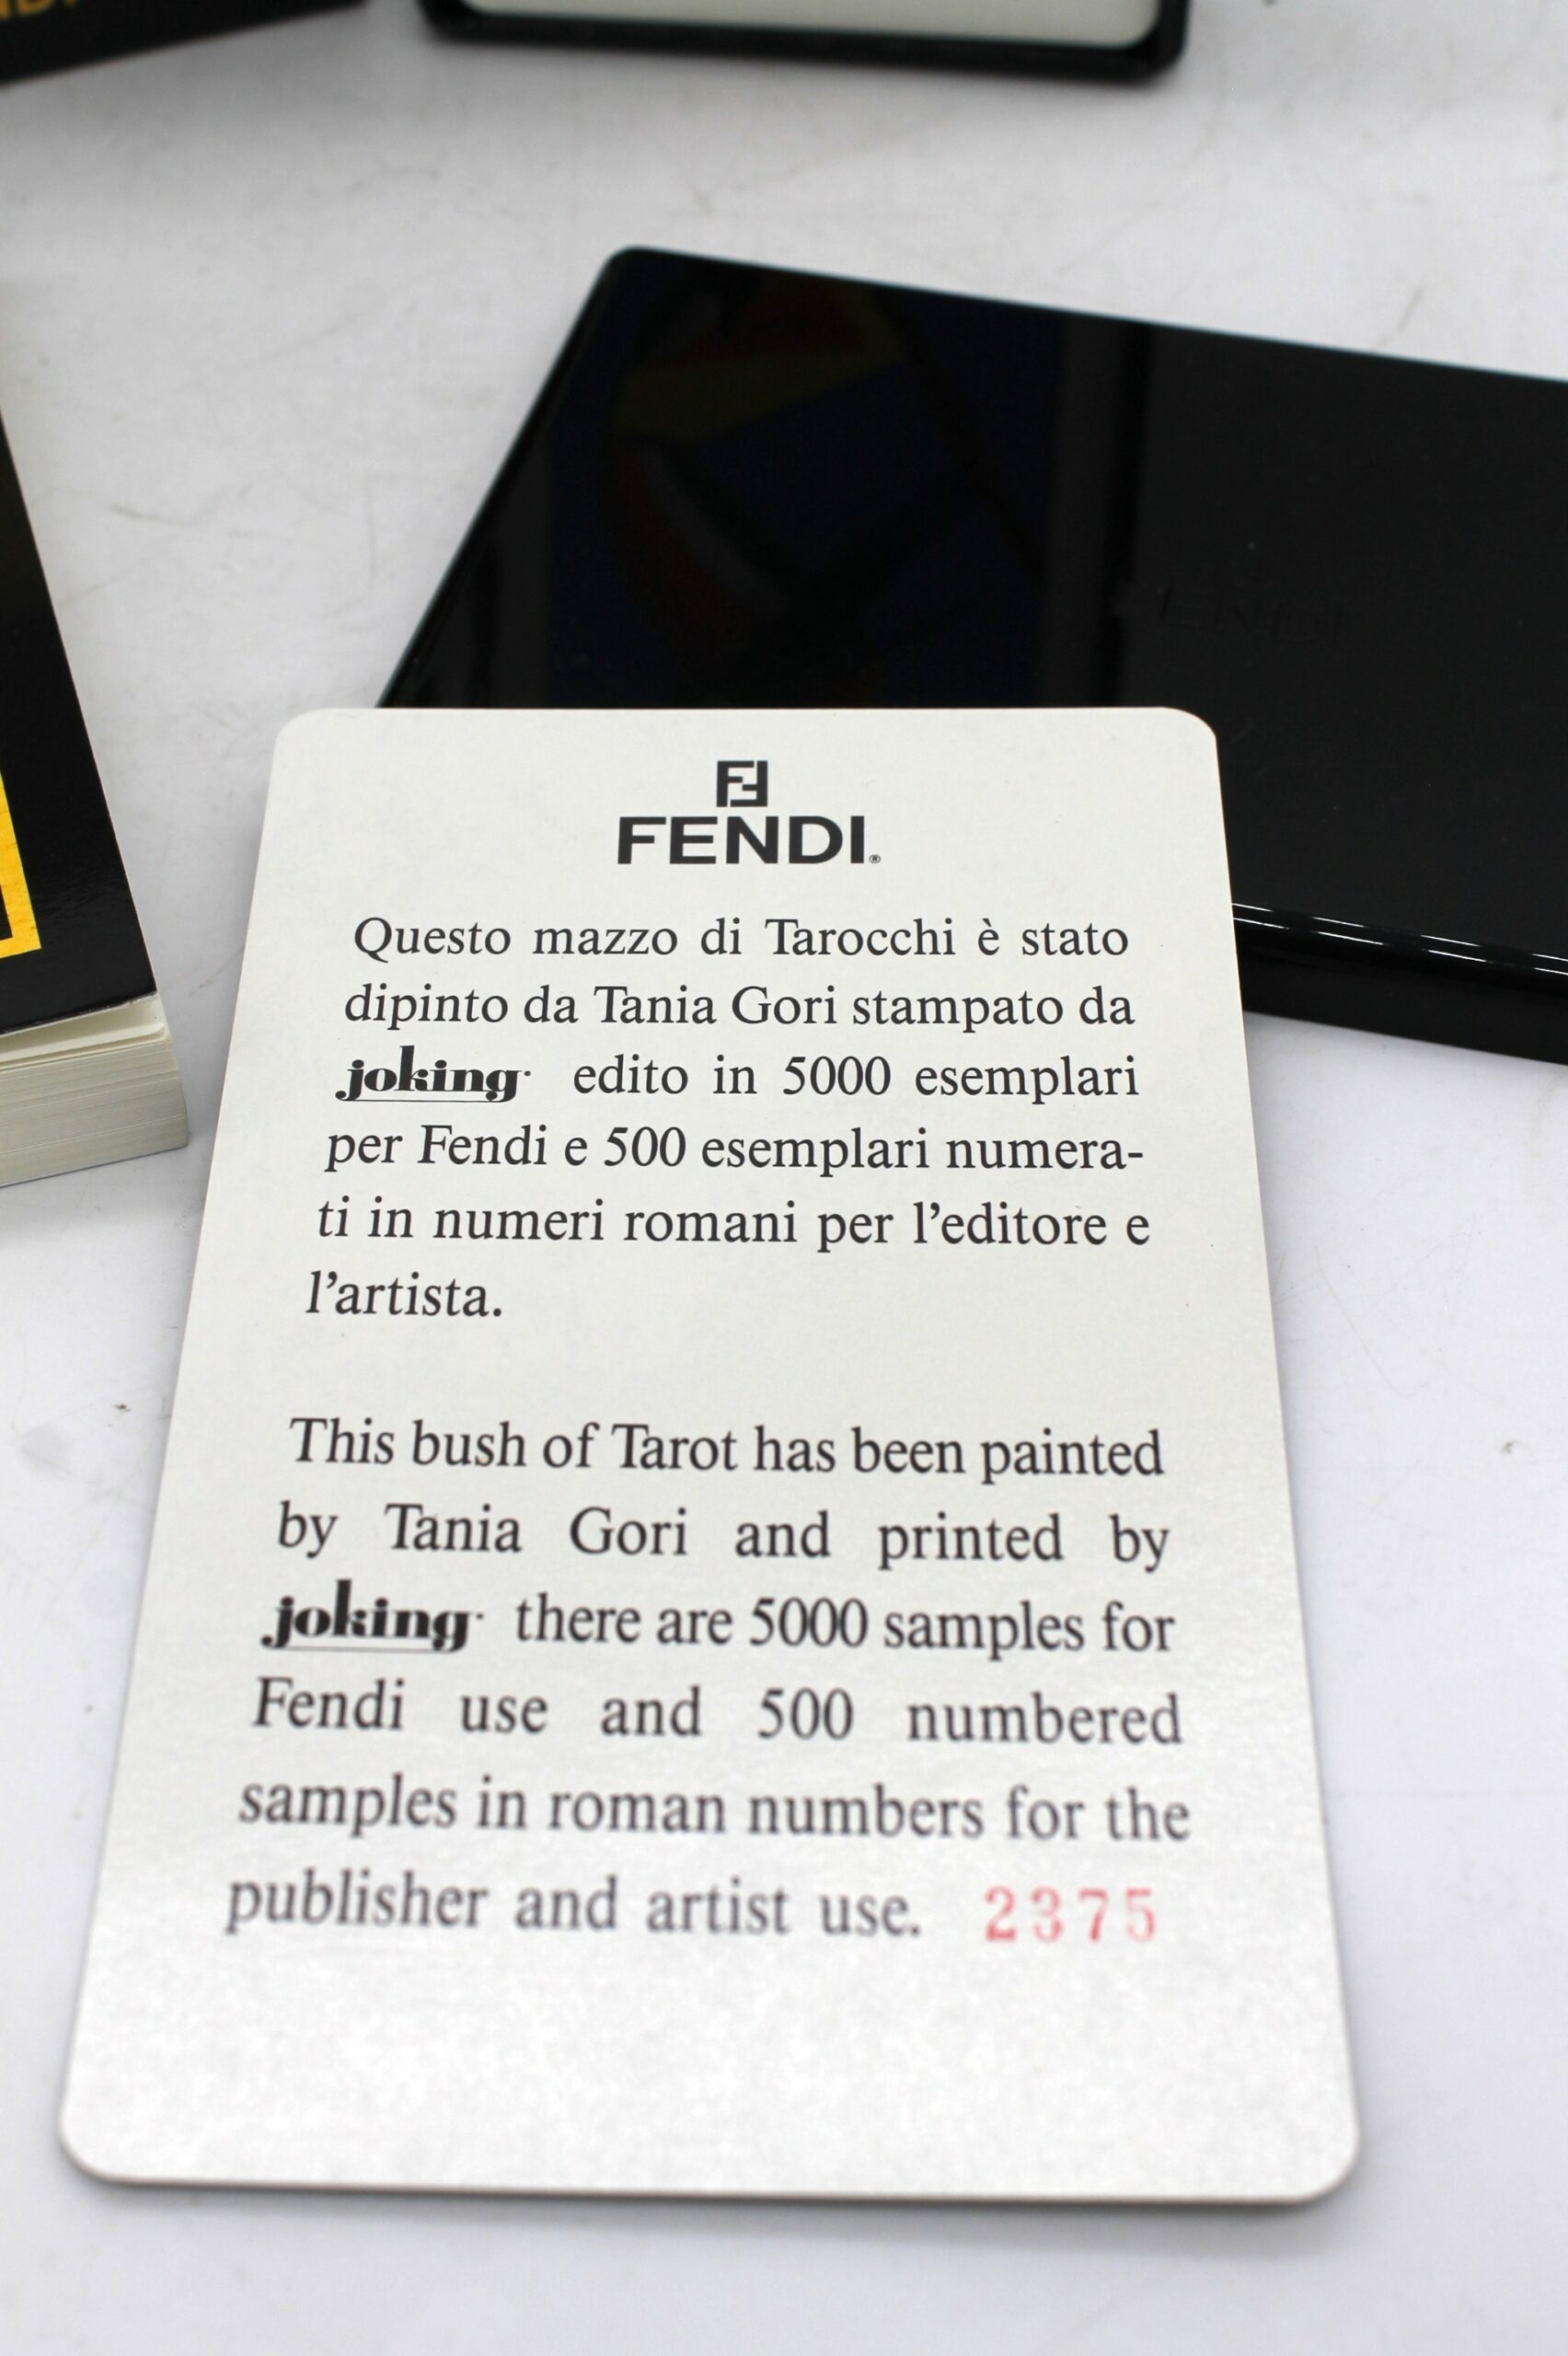 FENDI®
Questo mazzo di Tarocchi è stato
dipinto da Tania Gori stampato da
joking· edito in 5000 esemplari
per Fendi e 500 esemplari numera-
ti in numeri romani per l’editore e
l’artista.
This bush of Tarot has been painted
by Tania Gori and printed by
joking· there are 5000 samples for
Fendi use and 500 numbered
samples in roman numbers for the
publisher and artist use. 2375